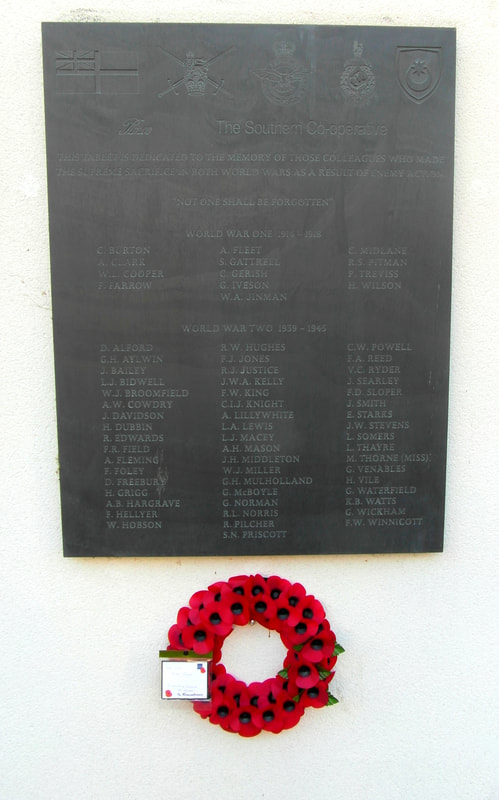 The Southern Co-operative
THIS TABLET IS DEDICATED TO THE MEMORY OF THOSE COLLEAGUES WHO MADE
THE SUPREME SACRIFICE IN BOTH WORLD WARS AS A RESULT OF ENEMY ACTION
"NOT ONE SHALL BE FORGOTTEN"
WORLD WAR ONE 1914 - 1918
C. BURTON A. FLEET C. MIDLANE
A. CLARK S. GATTRELL R.S. PITMAN
W.L. COOPER C. GERISH P. TREVISS
F. FARROW G. IVESON H. WILSON
W.A. JINMAN
WORLD WAR TWO 1939 - 1945
D. ALFORD R.W. HUGHES C.W. POWELL
G.H. AYLWIN F.J. JONES F.A. REED
J. BAILEY R.J. JUSTICE V.C. RYDER
L.J. BIDWELL J.W.A. KELLY J. SEARLEY
W.J. BROOMFIELD F.W. KING F.D. SLOPER
A.W. COWDRY C.I.J. KNIGHT J. SMITH
J. DAVIDSON A. LILLYWHITE E. STARKS
H. DUBBIN L.A. LEWIS J.W. STEVENS
R. EDWARDS L.J. MACEY L. SOMERS
F.R. FIELD A.H. MASON L. THAYRE
A. FLEMING J.H. MIDDLETON M. THORNE (MISS)
F. FOLEY W.J. MILLER G. VENABLES
D. FREEBURY G.H. MULHOLLAND H. VILE
H. GRIGG G. McBOYLE G. WATERFIELD
A.B. HARGRAVE G. NORMAN K.B. WATTS
F. HELLYER R.L. NORRIS G. WICKHAM
W. HOBSON R. PILCHER F.W. WINNICOTT
S.N. PRISCOTT